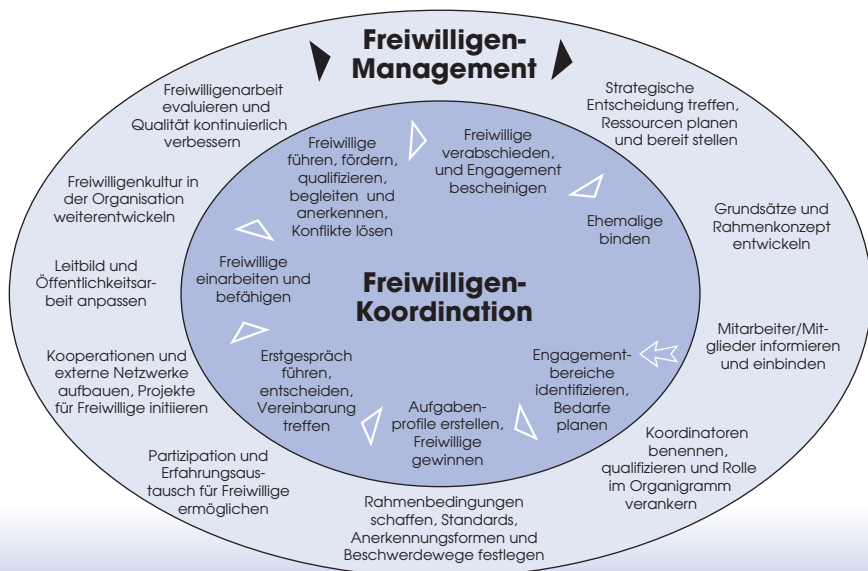 Freiwilligen-
Management
Strategische
Entscheidung treffen,
Ressourcen planen
und bereit stellen
Grundsätze und
Rahmenkonzept
entwickeln
Mitarbeiter/Mit-
glieder informieren
und einbinden
Koordinatoren
benennen,
qualifizieren und Rolle
im Organigramm
verankern
Rahmenbedingungen
schaffen, Standards,
Anerkennungsformen und
Beschwerdewege festlegen
Partizipation und
Erfahrungsaus-
tausch für Freiwillige
ermöglichen
Kooperationen und
externe Netzwerke
aufbauen, Projekte
für Freiwillige initiieren
Leitbild und
Öffentlichkeitsar-
beit anpassen
Freiwilligenkultur in
der Organisation
weiterentwickeln
Freiwilligenarbeit
evaluieren und
Qualität kontinuierlich
verbessern
Freiwilligen-
Koordination
Engagement-
bereiche
identifizieren,
Bedarfe
planen
Aufgaben-
profile erstellen,
Freiwillige
gewinnen
Erstgespräch
führen,
entscheiden,
Vereinbarung
treffen
Freiwillige
einarbeiten und
befähigen
Freiwillige
führen, fördern,
qualifizieren,
begleiten und
anerkennen,
Konflikte lösen
Freiwillige
verabschieden,
und Engagement
bescheinigen
Ehemalige
binden